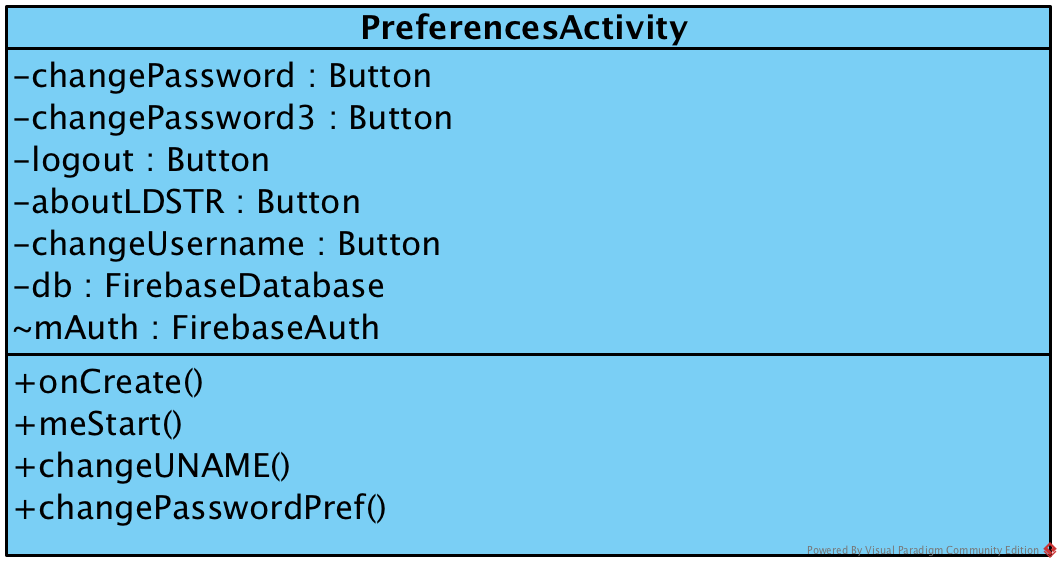 PreferencesActivity
-changePassword : Button
-changePassword3 : Button
-logout : Button
-aboutLDSTR : Button
-changeUsername : Button
-db : FirebaseDatabase
~mAuth : FirebaseAuth
+onCreate()
+meStart()
+changeUNAME()
+changePasswordPref()
Powered By Visual Paradigm Community Edition